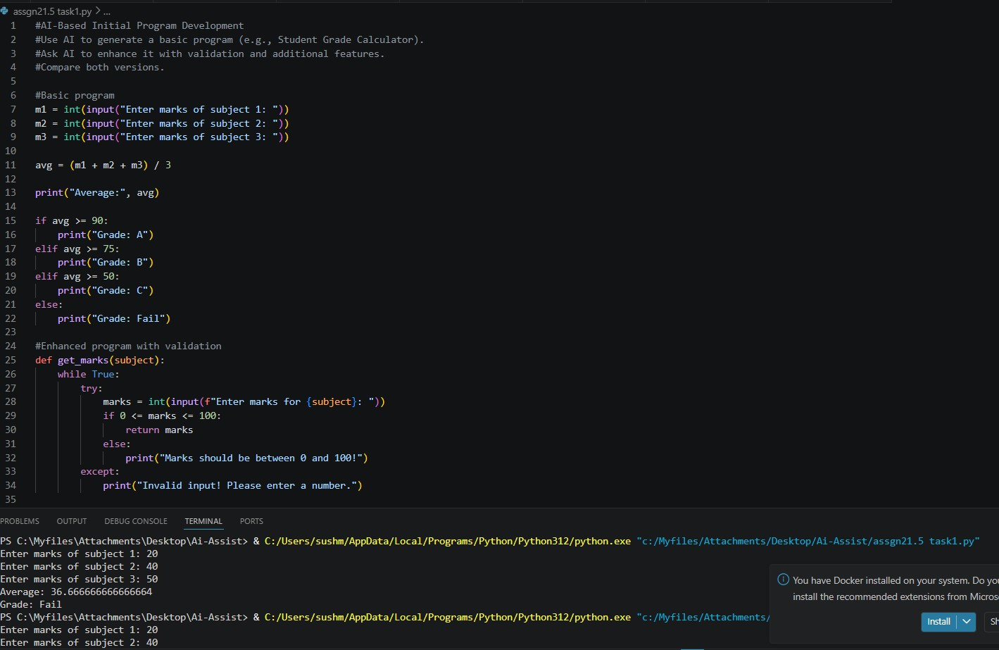 assgn21.5 task1.py > ...
1 #AI-Based Initial Program Development
2 #Use AI to generate a basic program (e.g., Student Grade Calculator).
3 #Ask AI to enhance it with validation and additional features.
4 #Compare both versions.
5
6 #Basic program
7 m1 = int(input("Enter marks of subject 1: "))
8 m2 = int(input("Enter marks of subject 2: "))
9 m3 = int(input("Enter marks of subject 3: "))
10
11 avg = (m1 + m2 + m3) / 3
12
13 print("Average:", avg)
14
15 if avg >= 90:
16     print("Grade: A")
17 elif avg >= 75:
18     print("Grade: B")
19 elif avg >= 50:
20     print("Grade: C")
21 else:
22     print("Grade: Fail")
23
24 #Enhanced program with validation
25 def get_marks(subject):
26     while True:
27         try:
28             marks = int(input(f"Enter marks for {subject}: "))
29             if 0 <= marks <= 100:
30                 return marks
31             else:
32                 print("Marks should be between 0 and 100!")
33         except:
34             print("Invalid input! Please enter a number.")
35
PROBLEMS OUTPUT DEBUG CONSOLE TERMINAL PORTS
PS C:\Myfiles\Attachments\Desktop\Ai-Assist> & C:/Users/sushm/AppData/Local/Programs/Python/Python312/python.exe "c:/Myfiles/Attachments/Desktop/Ai-Assist/assgn21.5 task1.py"
Enter marks of subject 1: 20
Enter marks of subject 2: 40
Enter marks of subject 3: 50
Average: 36.666666666666664
Grade: Fail
PS C:\Myfiles\Attachments\Desktop\Ai-Assist> & C:/Users/sushm/AppData/Local/Programs/Python/Python312/python.exe "c:/Myfiles/Attachments/
Enter marks of subject 1: 20
Enter marks of subject 2: 40
You have Docker installed on your system. Do you
install the recommended extensions from Micros
Install